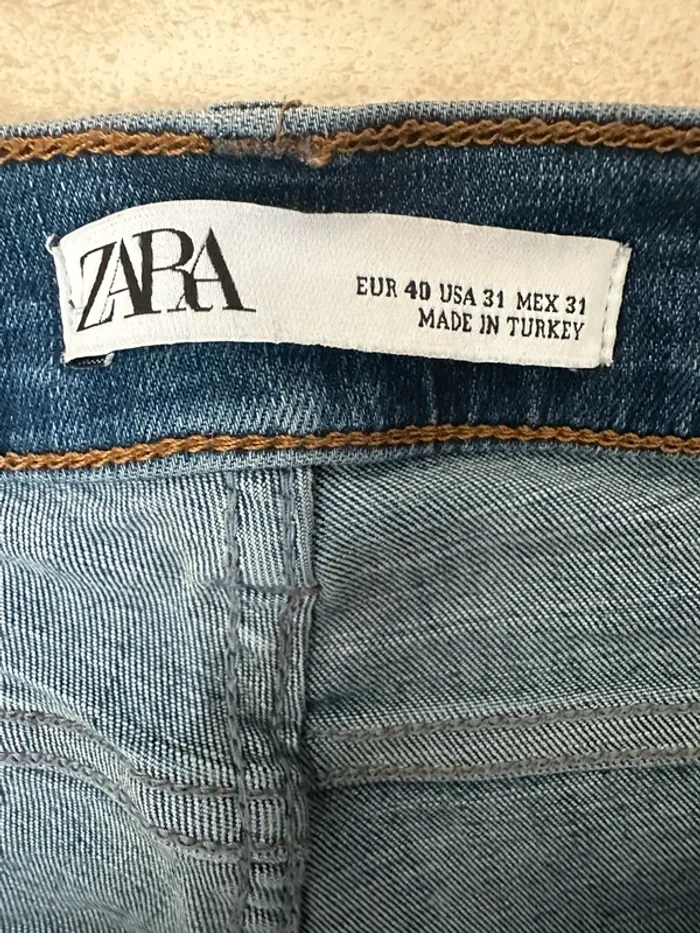 ZARA
EUR 40 USA 31 MEX 31
MADE IN TURKEY